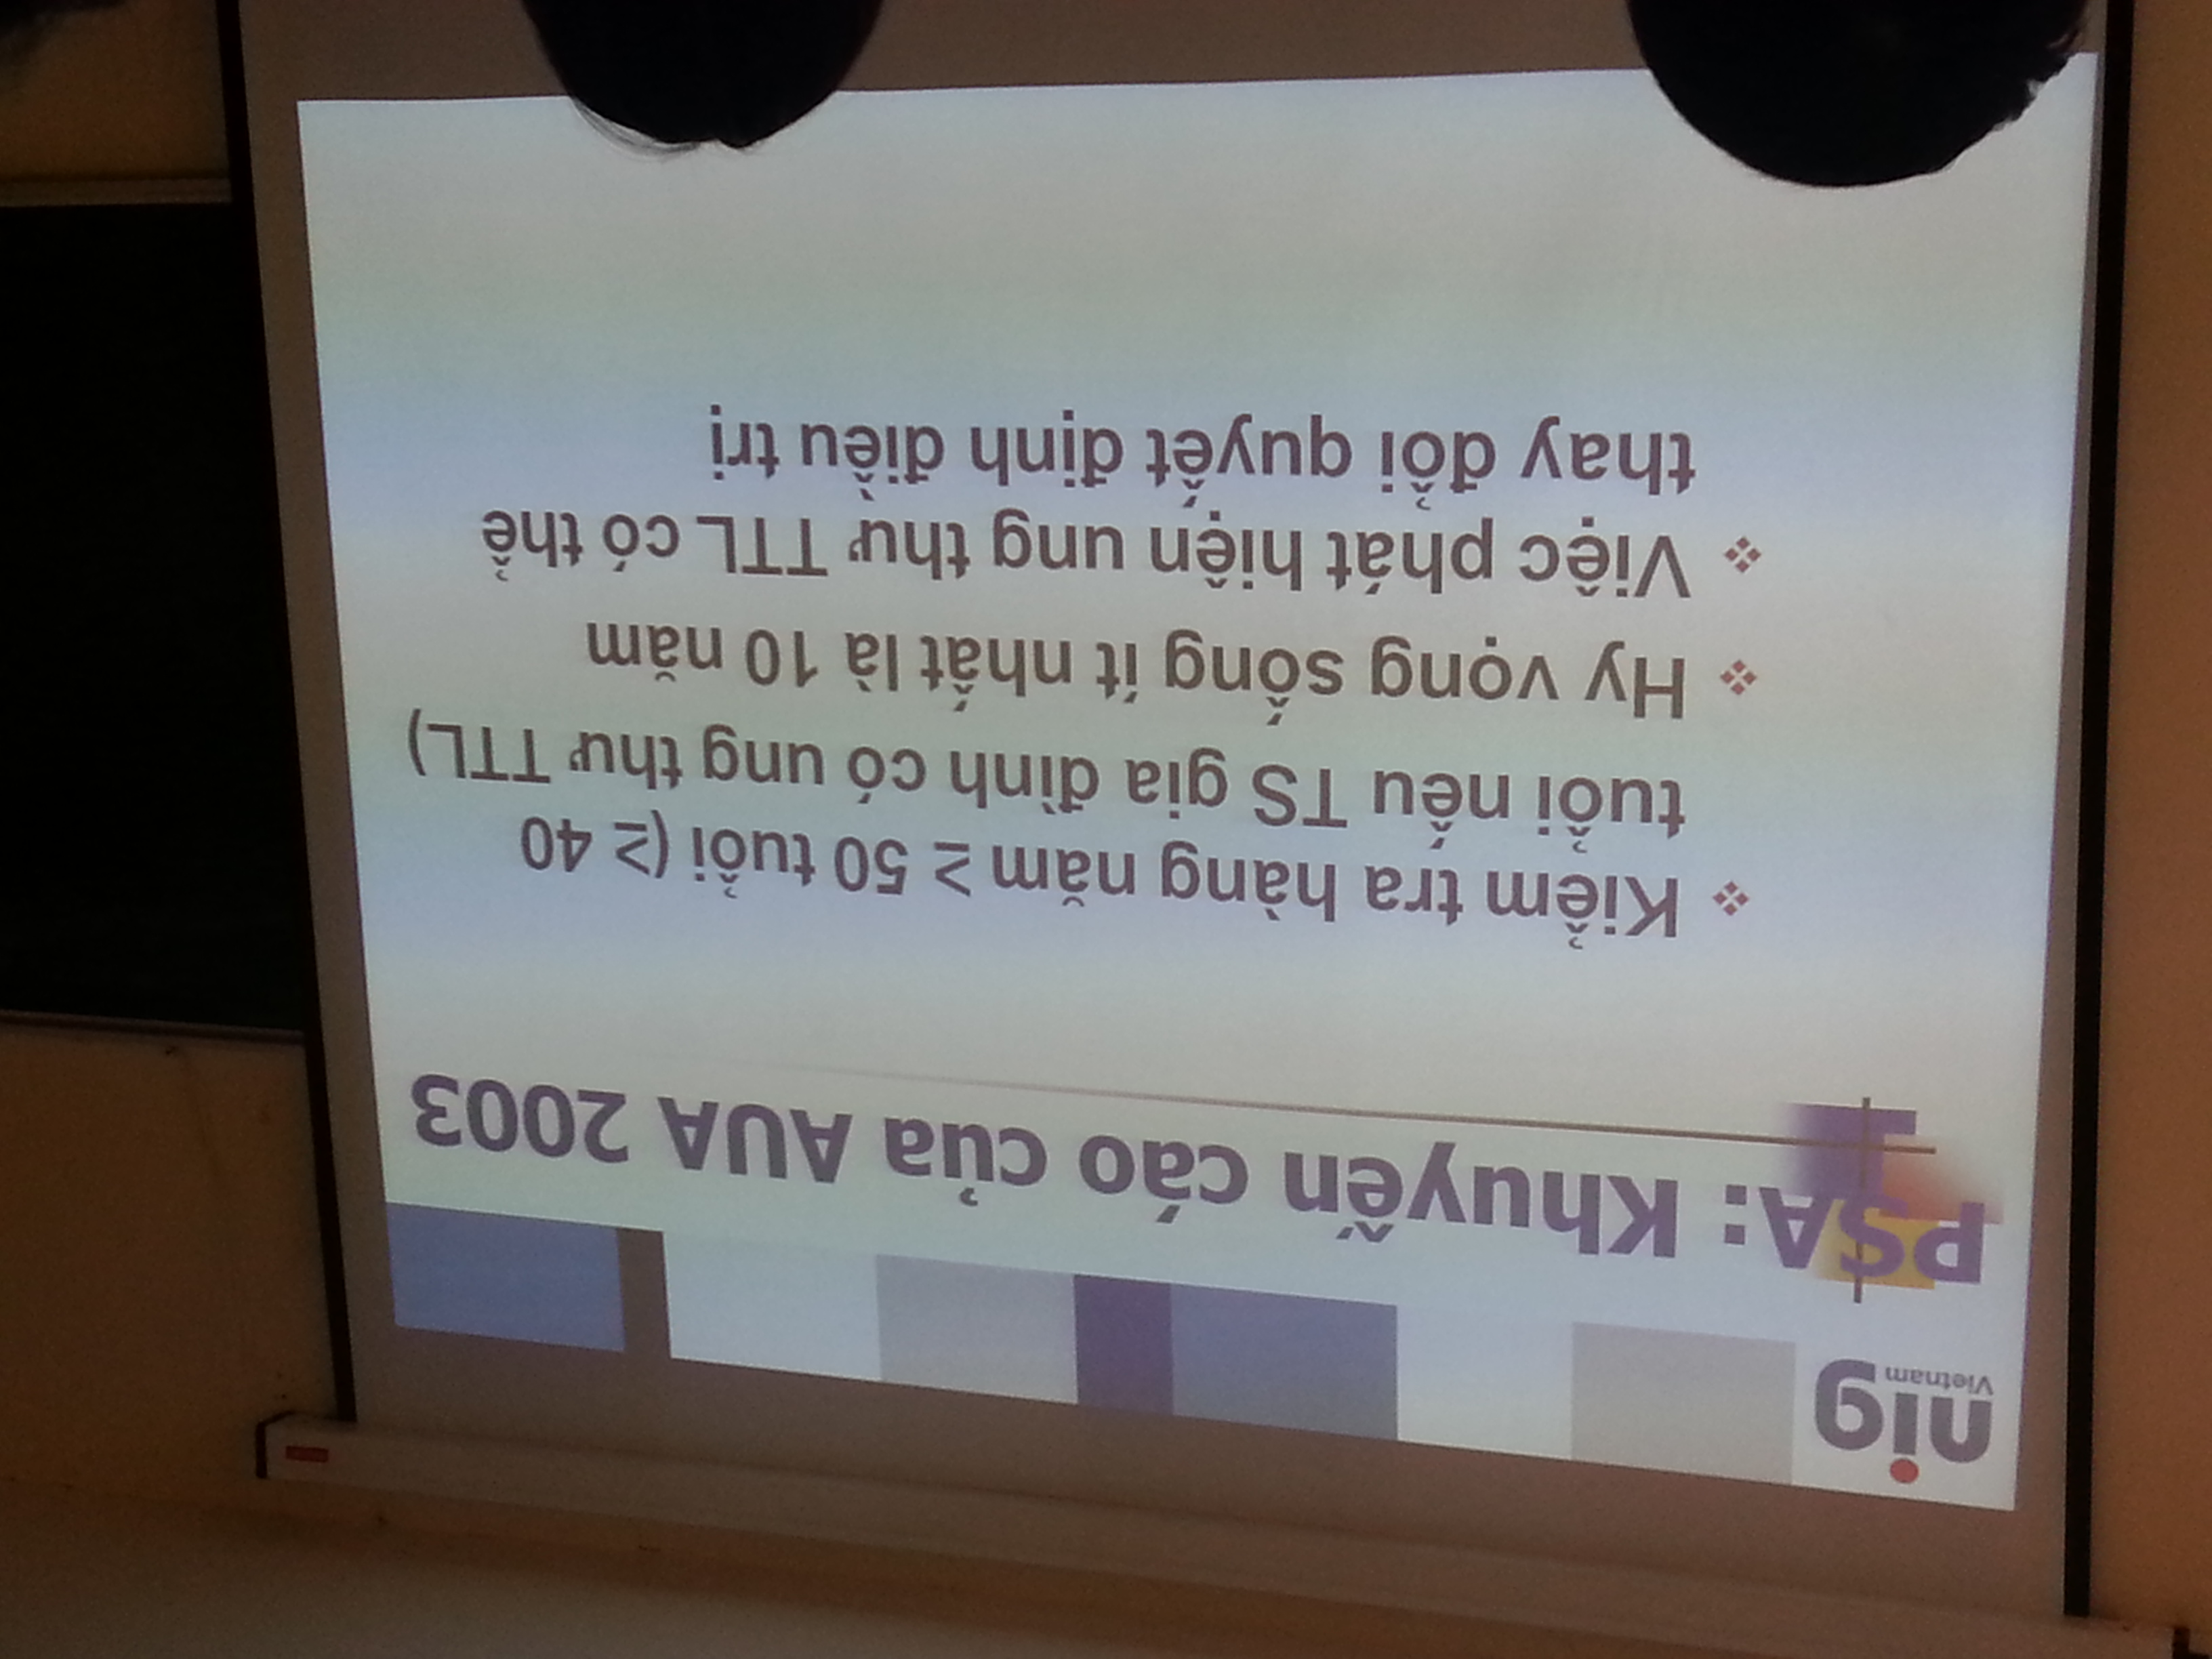 nig
Vietnam
PSA: Khuyến cáo của AUA 2003
❖ Kiểm tra hàng năm ≥ 50 tuổi (≥ 40
tuổi nếu TS gia đình có ung thư TTL)
❖ Hy vọng sống ít nhất là 10 năm
❖ Việc phát hiện ung thư TTL có thể
thay đổi quyết định điều trị